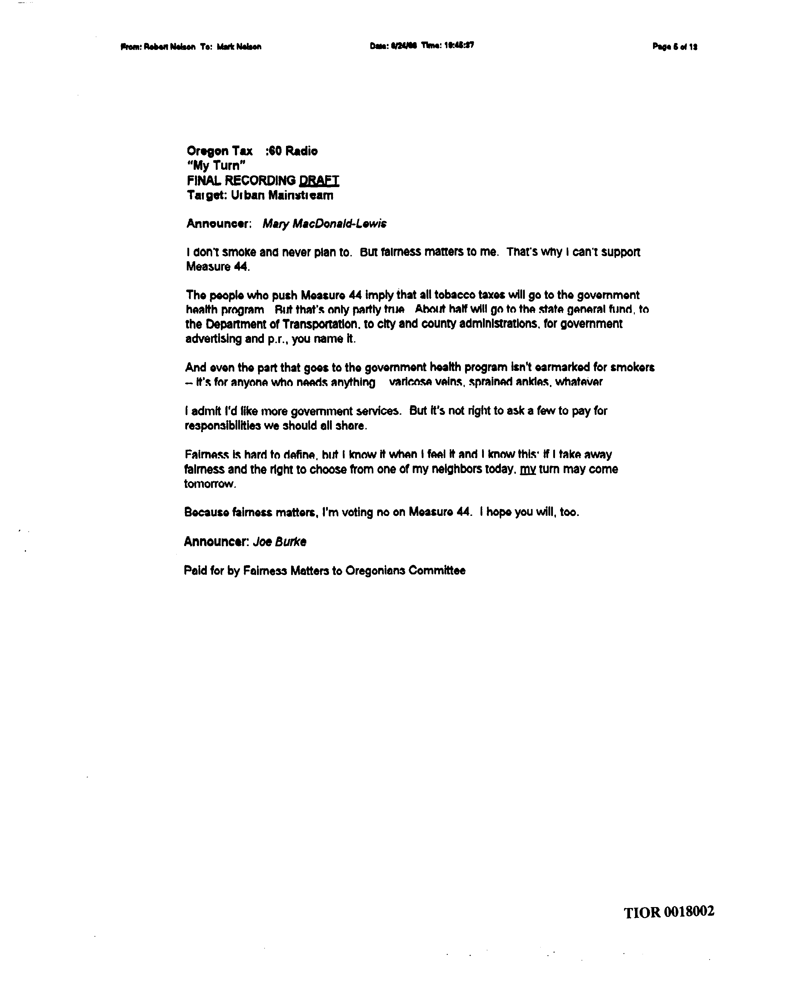 From: Robert Nelson To: Mark Nelson Date: 9/24/96 Time: 19:45:27 Page 5 of 12
Oregon Tax :60 Radio
"My Turn"
FINAL RECORDING DRAFT
Target: Urban Mainstream
Announcer: Mary MacDonald-Lewis
I don't smoke and never plan to. But fairness matters to me. That's why I can't support
Measure 44.
The people who push Measure 44 imply that all tobacco taxes will go to the government
health program But that's only partly true About half will go to the state general fund, to
the Department of Transportation, to city and county administrations, for government
advertising and p.r., you name it.
And even the part that goes to the government health program isn't earmarked for smokers
– it's for anyone who needs anything varicose veins, sprained ankles, whatever
I admit I'd like more government services. But it's not right to ask a few to pay for
responsibilities we should all share.
Fairness is hard to define, but I know it when I feel it and I know this: if I take away
fairness and the right to choose from one of my neighbors today, my turn may come
tomorrow.
Because fairness matters, I'm voting no on Measure 44. I hope you will, too.
Announcer: Joe Burke
Paid for by Fairness Matters to Oregonians Committee
TIOR 0018002